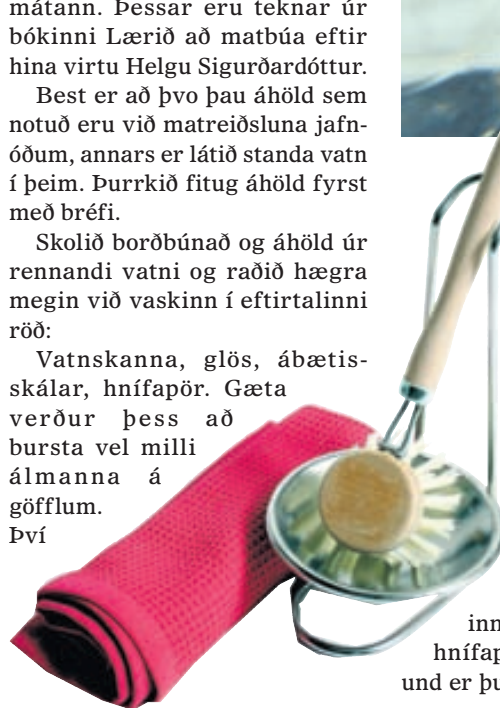 mátann. Þessar eru teknar úr
bókinni Lærið að matbúa eftir
hina virtu Helgu Sigurðardóttur.
Best er að þvo þau áhöld sem
notuð eru við matreiðsluna jafn-
óðum, annars er látið standa vatn
í þeim. Þurrkið fitug áhöld fyrst
með bréfi.
Skolið borðbúnað og áhöld úr
rennandi vatni og raðið hægra
megin við vaskinn í eftirtalinni
röð:
Vatnskanna, glös, ábætis-
skálar, hnífapör. Gæta
verður þess að
bursta vel milli
álmanna á
göfflum.
Því
und er